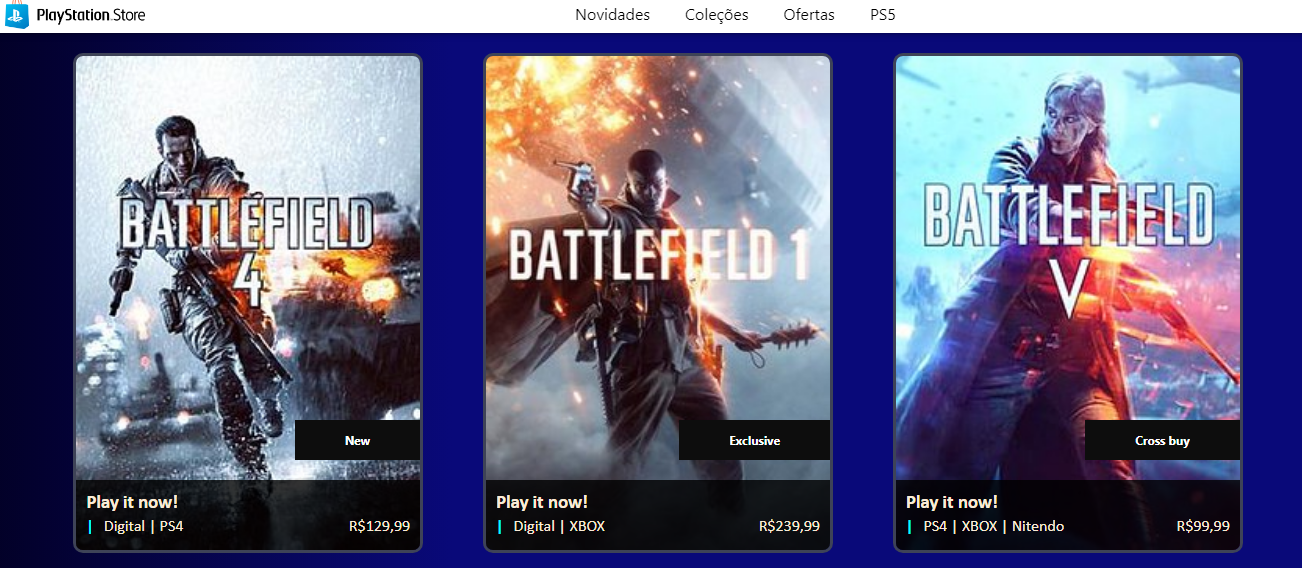 PlayStation.Store
Novidades Coleções Ofertas PS5
BATTLEFIELD
4
New
Play it now!
| Digital | PS4 R$129,99
BATTLEFIELD 1
Exclusive
Play it now!
| Digital | XBOX R$239,99
BATTLEFIELD
V
Cross buy
Play it now!
| PS4 | XBOX | Nitendo R$99,99